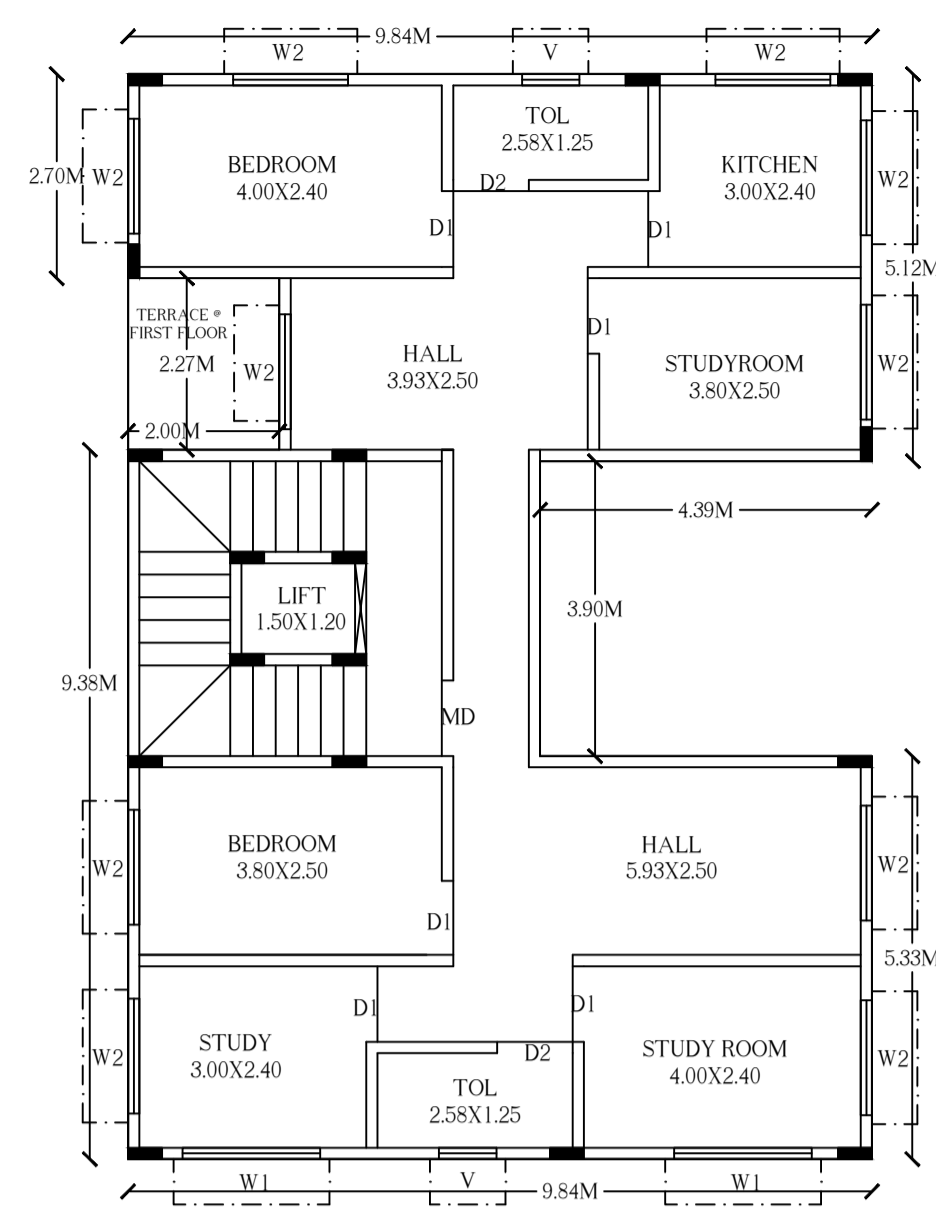 9.84M
W2
V
W2
TOL
2.58X1.25
BEDROOM
4.00X2.40
KITCHEN
3.00X2.40
2.70M
W2
W2
D2
D1
D1
5.12M
TERRACE @
FIRST FLOOR
2.27M
W2
D1
HALL
3.93X2.50
STUDYROOM
3.80X2.50
W2
2.00M
4.39M
LIFT
1.50X1.20
3.90M
9.38M
MD
BEDROOM
3.80X2.50
HALL
5.93X2.50
W2
W2
D1
5.33M
D1
D1
STUDY
3.00X2.40
D2
STUDY ROOM
4.00X2.40
W2
W2
TOL
2.58X1.25
W1
V
W1
9.84M